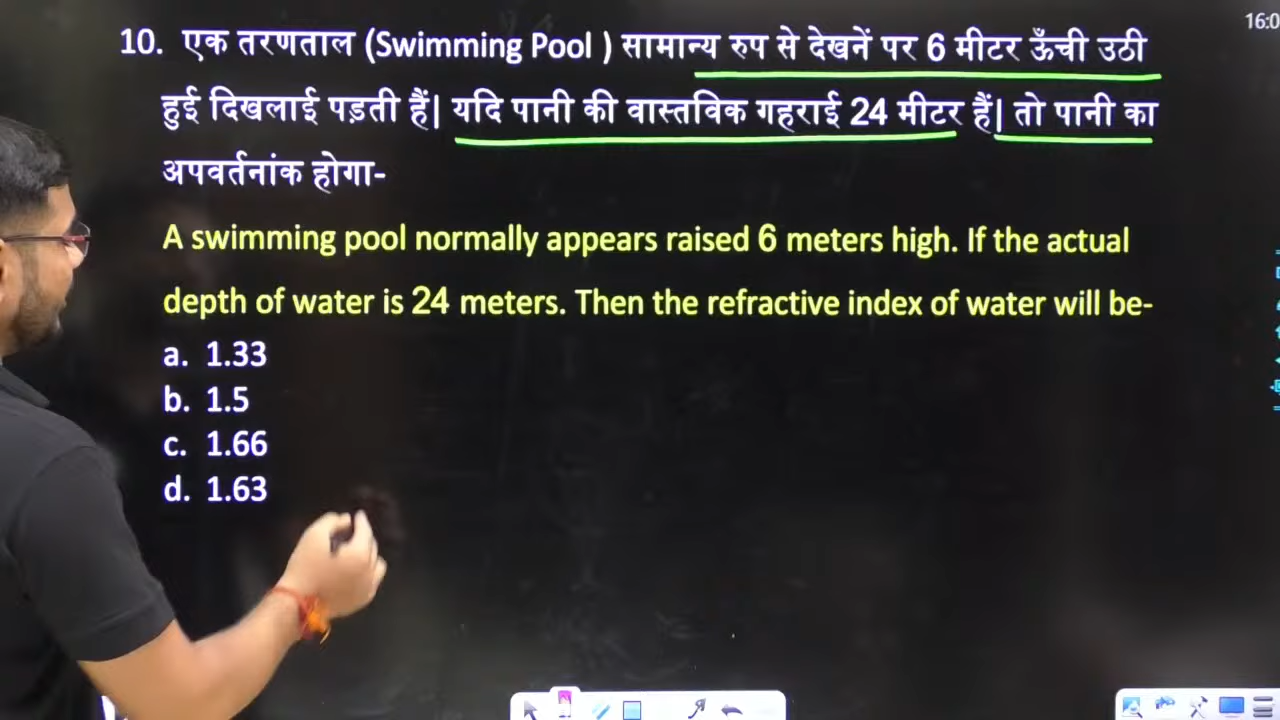 16:0
10. एक तरणताल (Swimming Pool ) सामान्य रुप से देखनें पर 6 मीटर ऊँची उठी
हुई दिखलाई पड़ती हैं| यदि पानी की वास्तविक गहराई 24 मीटर हैं| तो पानी का
अपवर्तनांक होगा-
A swimming pool normally appears raised 6 meters high. If the actual
depth of water is 24 meters. Then the refractive index of water will be-
a. 1.33
b. 1.5
c. 1.66
d. 1.63